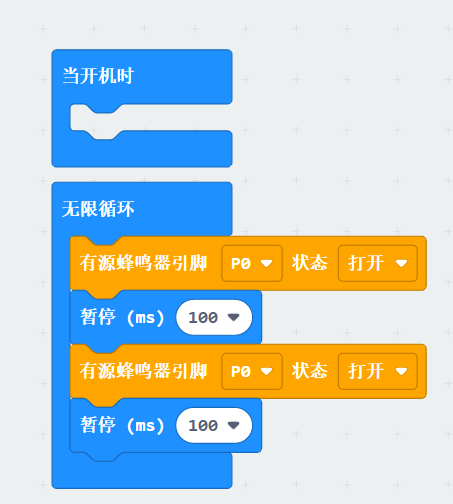 当开机时
无限循环
有源蜂鸣器引脚 P0 状态 打开
暂停 (ms) 100
有源蜂鸣器引脚 P0 状态 打开
暂停 (ms) 100